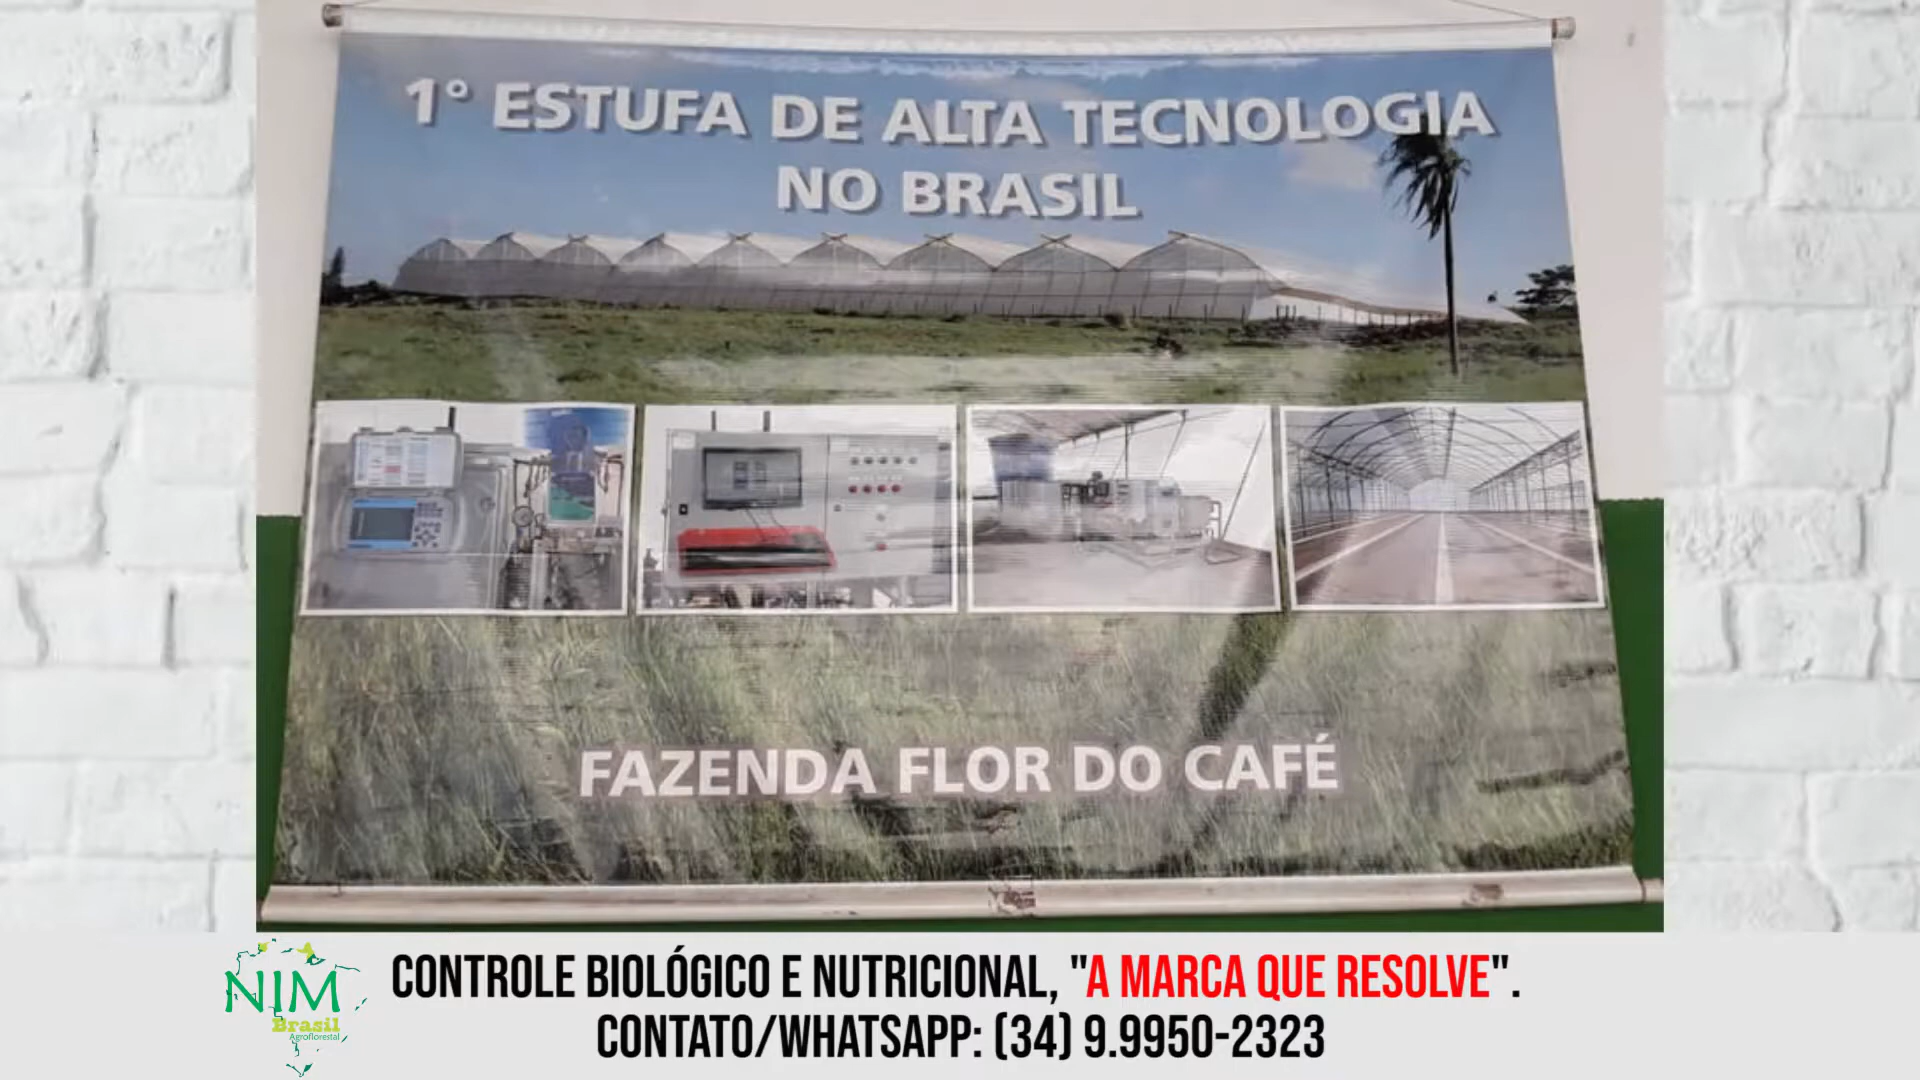 1° ESTUFA DE ALTA TECNOLOGIA
NO BRASIL
FAZENDA FLOR DO CAFÉ
NIM
Brasil
Agroflorestal
CONTROLE BIOLÓGICO E NUTRICIONAL, "A MARCA QUE RESOLVE".
CONTATO/WHATSAPP: (34) 9.9950-2323